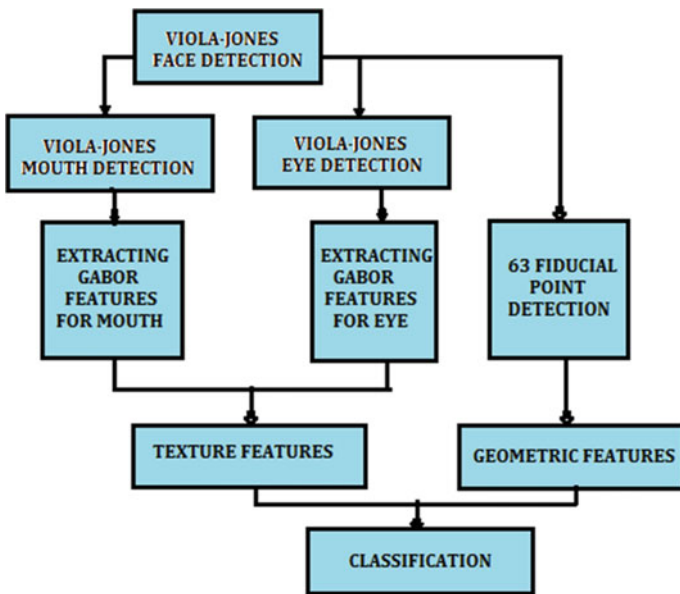 VIOLA-JONES
FACE DETECTION
VIOLA-JONES
MOUTH DETECTION
VIOLA-JONES
EYE DETECTION
EXTRACTING
GABOR
FEATURES
FOR MOUTH
EXTRACTING
GABOR
FEATURES
FOR EYE
63 FIDUCIAL
POINT
DETECTION
TEXTURE FEATURES
GEOMETRIC FEATURES
CLASSIFICATION